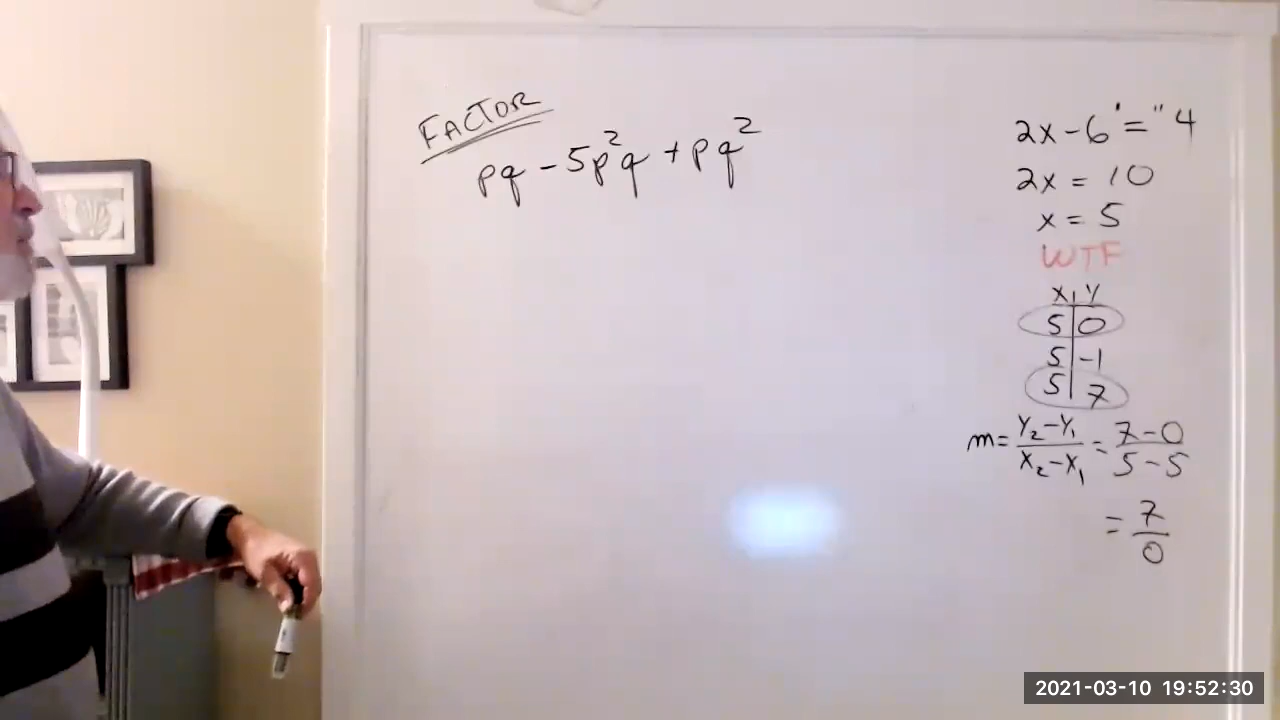 FACTOR
pq - 5p²q + pq²
2x - 6 '=" 4
2x = 10
x = 5
WTF
X | Y
5 | 0
5 | -1
5 | 7
m = Y₂-Y₁ / X₂-X₁ = 7-0 / 5-5
= 7/0
2021-03-10 19:52:30